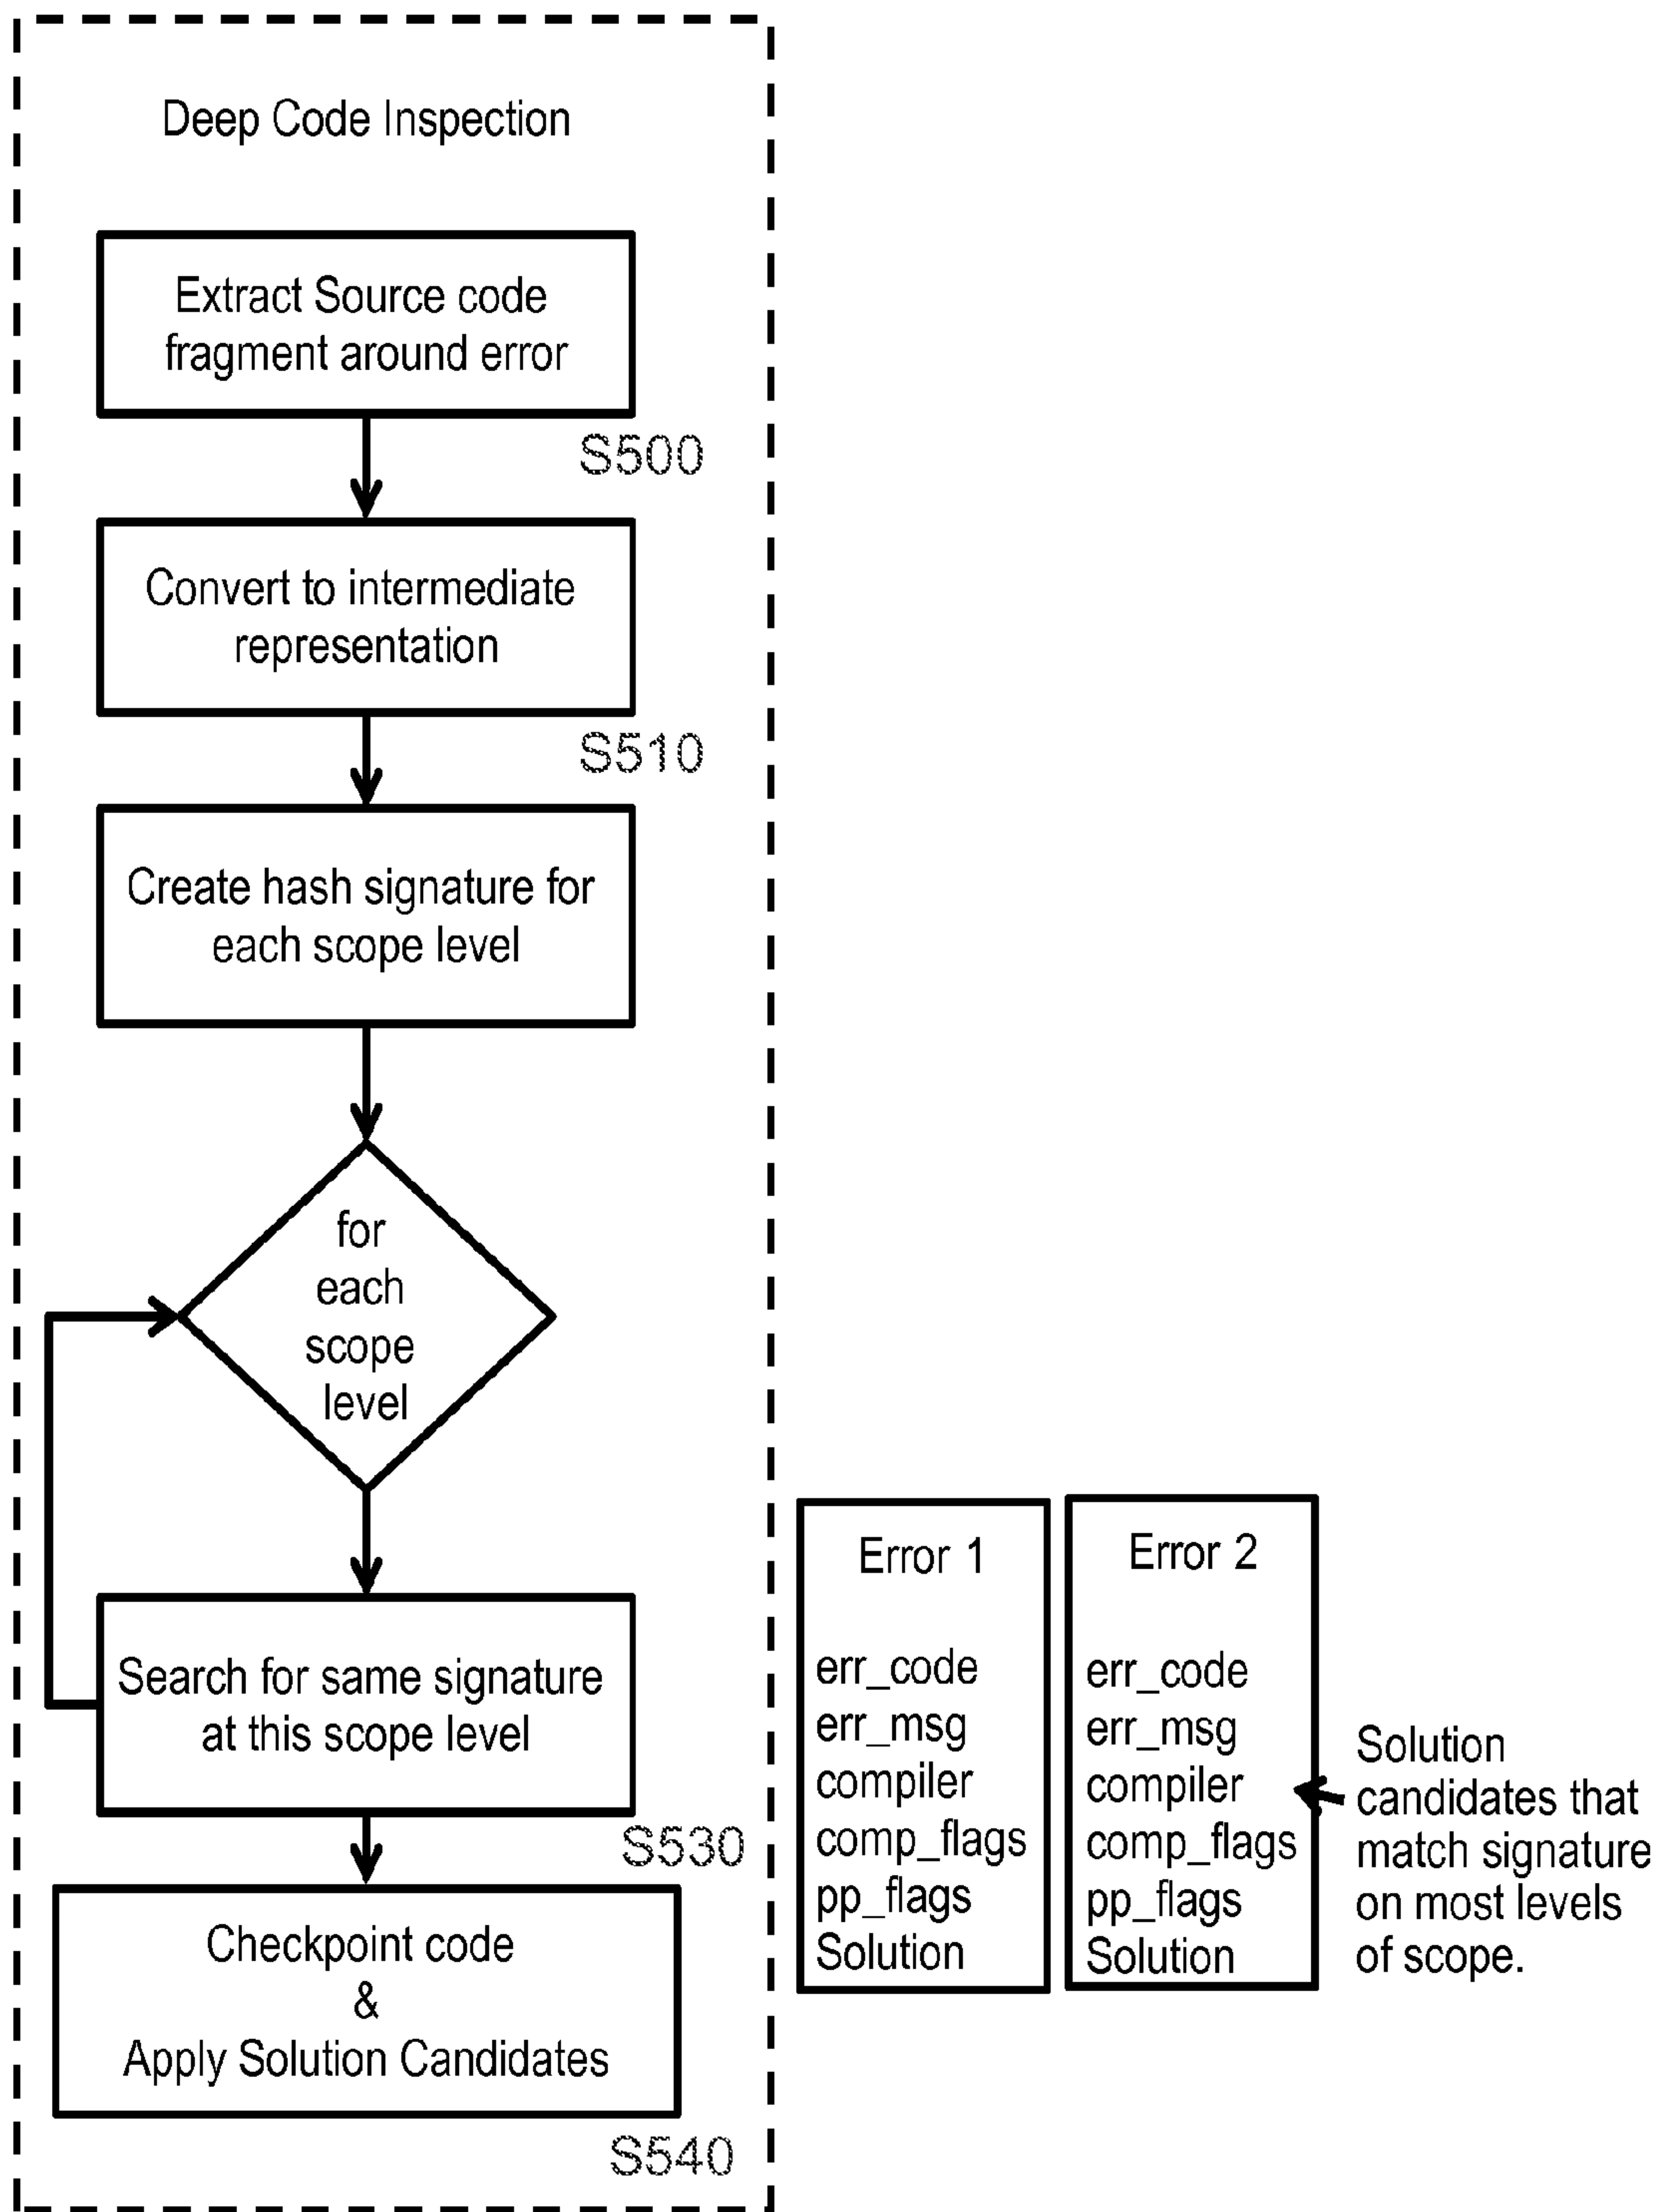 Deep Code Inspection
Extract Source code
fragment around error
S500
Convert to intermediate
representation
S510
Create hash signature for
each scope level
for
each
scope
level
Search for same signature
at this scope level
S530
Checkpoint code
&
Apply Solution Candidates
S540
Error 1
err_code
err_msg
compiler
comp_flags
pp_flags
Solution
Error 2
err_code
err_msg
compiler
comp_flags
pp_flags
Solution
Solution
candidates that
match signature
on most levels
of scope.